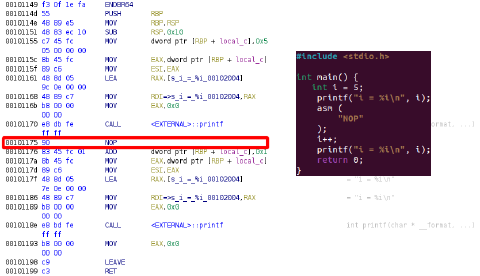 00101149 f3 0f 1e fa ENDBR64
0010114d 55 PUSH RBP
0010114e 48 89 e5 MOV RBP,RSP
00101151 48 83 ec 10 SUB RSP,0x10
00101155 c7 45 fc MOV dword ptr [RBP + local_c],0x5
05 00 00 00
0010115c 8b 45 fc MOV EAX,dword ptr [RBP + local_c]
0010115f 89 c6 MOV ESI,EAX
00101161 48 8d 05 LEA RAX,[s_i_=_%i_00102004]
9c 0e 00 00
00101168 48 89 c7 MOV RDI=>s_i_=_%i_00102004,RAX
0010116b b8 00 00 MOV EAX,0x0
00 00
00101170 e8 db fe CALL <EXTERNAL>::printf
ff ff
00101175 90 NOP
00101176 83 45 fc 01 ADD dword ptr [RBP + local_c],0x1
0010117a 8b 45 fc MOV EAX,dword ptr [RBP + local_c]
0010117d 89 c6 MOV ESI,EAX
0010117f 48 8d 05 LEA RAX,[s_i_=_%i_00102004]
7e 0e 00 00
00101186 48 89 c7 MOV RDI=>s_i_=_%i_00102004,RAX
00101189 b8 00 00 MOV EAX,0x0
00 00
0010118e e8 bd fe CALL <EXTERNAL>::printf
ff ff
00101193 b8 00 00 MOV EAX,0x0
00 00
00101198 c9 LEAVE
00101199 c3 RET
#include <stdio.h>
int main() {
int i = 5;
printf("i = %i\n", i);
asm (
"NOP"
);
i++;
printf("i = %i\n", i);
return 0;
}
= "i = %i\n"
= "i = %i\n"
int printf(char * __format, ...)